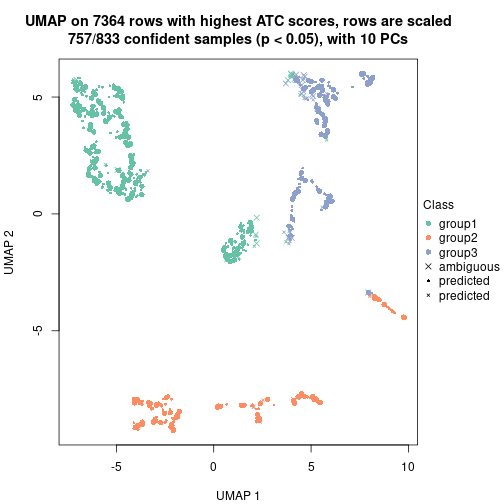 UMAP on 7364 rows with highest ATC scores, rows are scaled
757/833 confident samples (p < 0.05), with 10 PCs
UMAP 2
5
0
-5
-5
0
5
10
UMAP 1
Class
group1
group2
group3
ambiguous
predicted
predicted